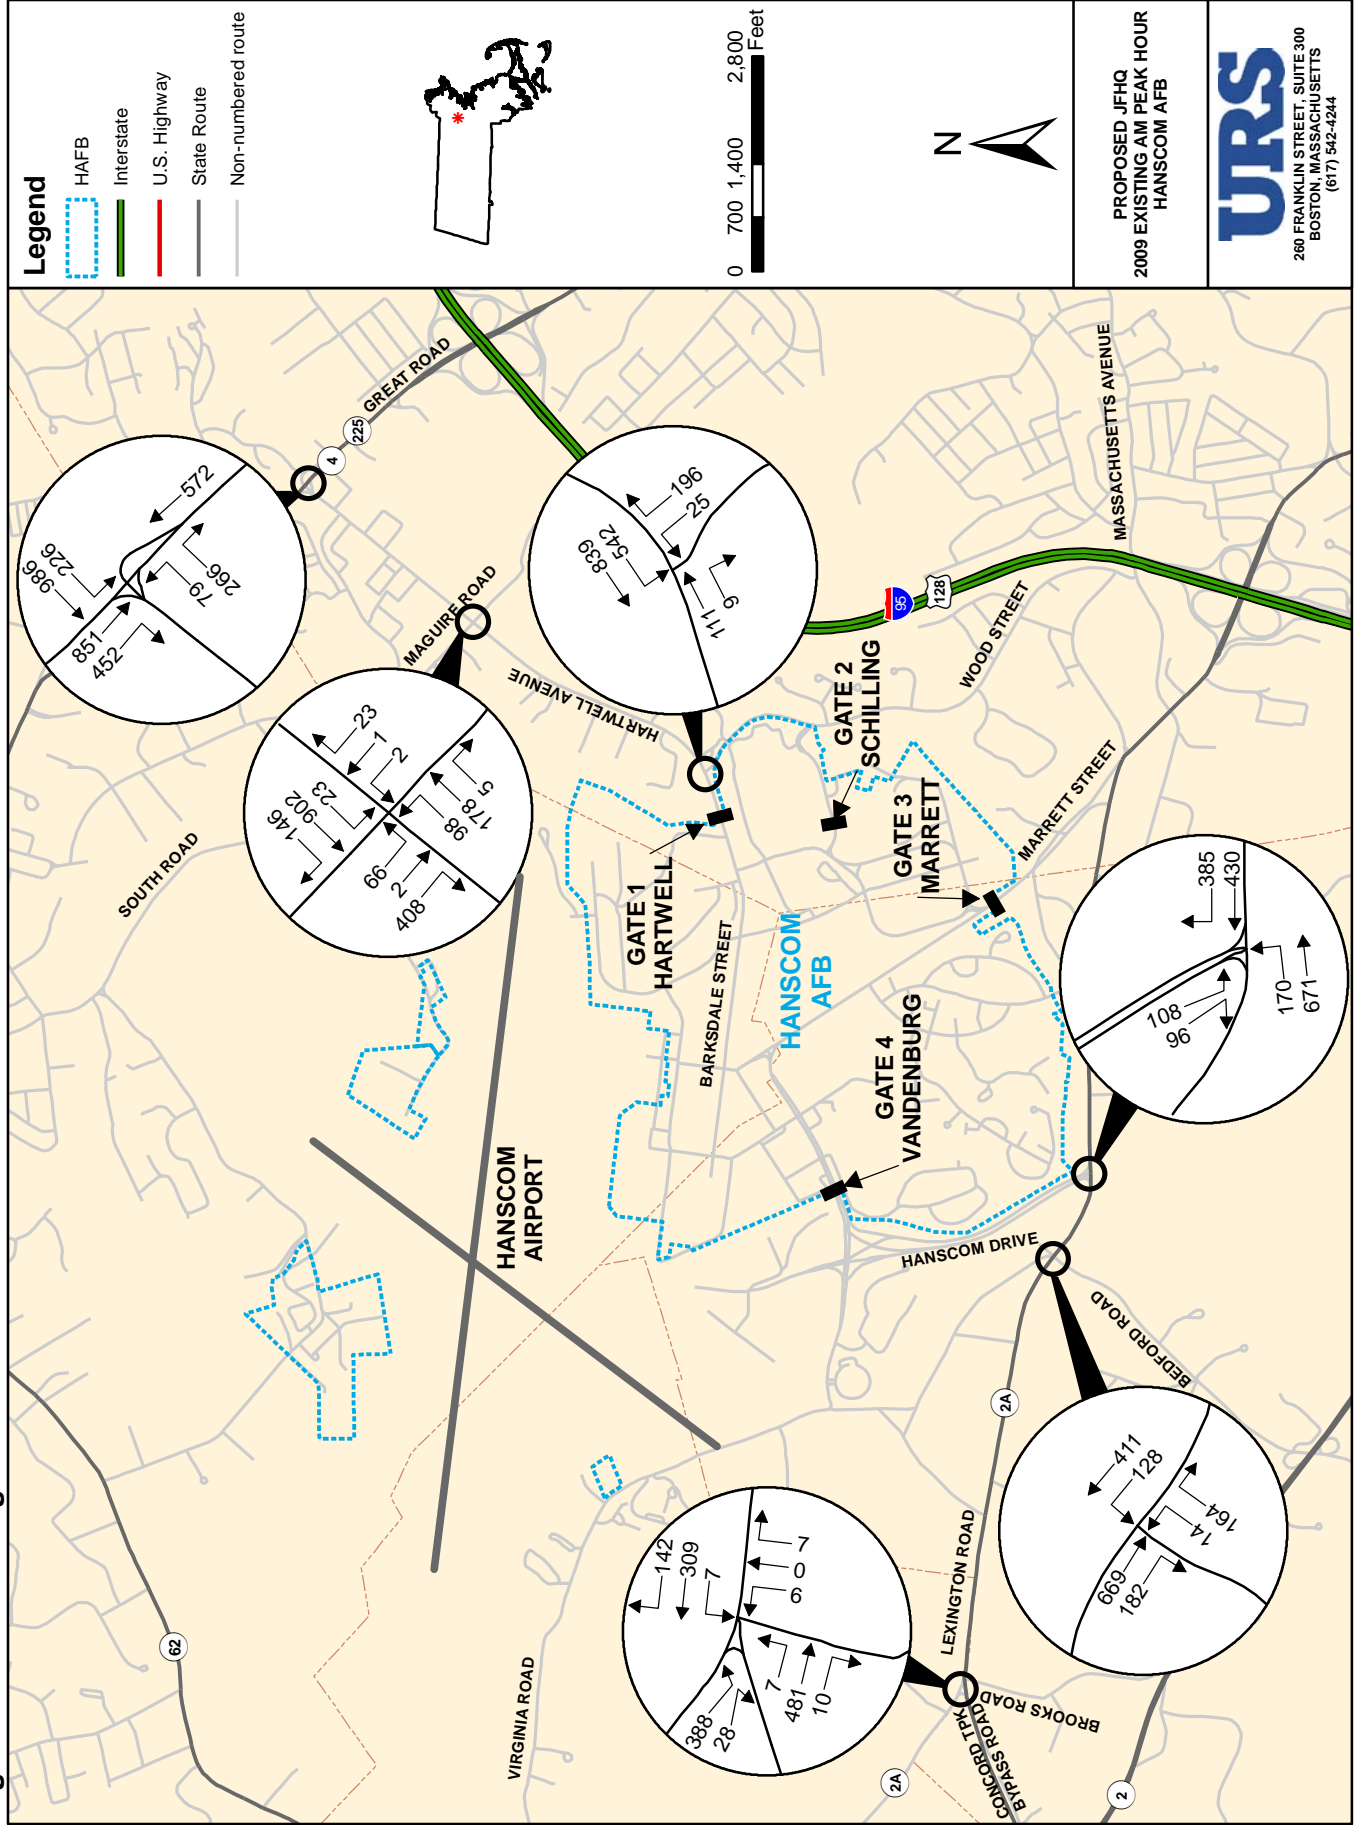 Legend
HAFB
Interstate
U.S. Highway
State Route
Non-numbered route
0 700 1,400 2,800
Feet
N
PROPOSED JFHQ
2009 EXISTING AM PEAK HOUR
HANSCOM AFB
URS
260 FRANKLIN STREET, SUITE 300
BOSTON, MASSACHUSETTS
(617) 542-4244
GREAT ROAD
225
4
986
226
572
851
452
79
266
MAGUIRE ROAD
HARTWELL AVENUE
SOUTH ROAD
146
902
23
23
1
2
66
2
408
98
178
5
839
542
196
25
111
9
95
128
MASSACHUSETTS AVENUE
WOOD STREET
MARRETT STREET
GATE 1
HARTWELL
GATE 2
SCHILLING
GATE 3
MARRETT
GATE 4
VANDENBURG
BARKSDALE STREET
HANSCOM
AFB
HANSCOM
AIRPORT
HANSCOM DRIVE
385
430
108
96
170
671
BEDFORD ROAD
2A
411
128
669
182
14
164
LEXINGTON ROAD
142
309
7
7
0
6
388
28
7
481
10
VIRGINIA ROAD
62
BROOKS ROAD
CONCORD TPK
BYPASS ROAD
2A
2